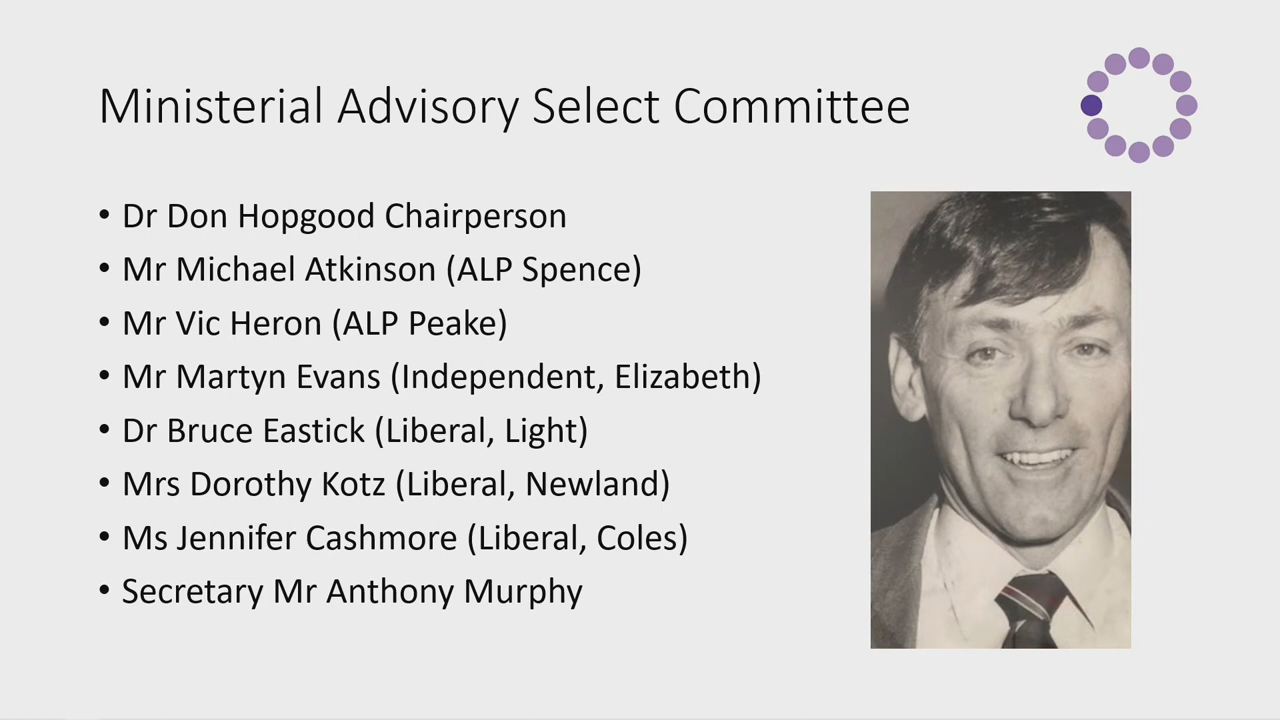 Ministerial Advisory Select Committee
• Dr Don Hopgood Chairperson
• Mr Michael Atkinson (ALP Spence)
• Mr Vic Heron (ALP Peake)
• Mr Martyn Evans (Independent, Elizabeth)
• Dr Bruce Eastick (Liberal, Light)
• Mrs Dorothy Kotz (Liberal, Newland)
• Ms Jennifer Cashmore (Liberal, Coles)
• Secretary Mr Anthony Murphy